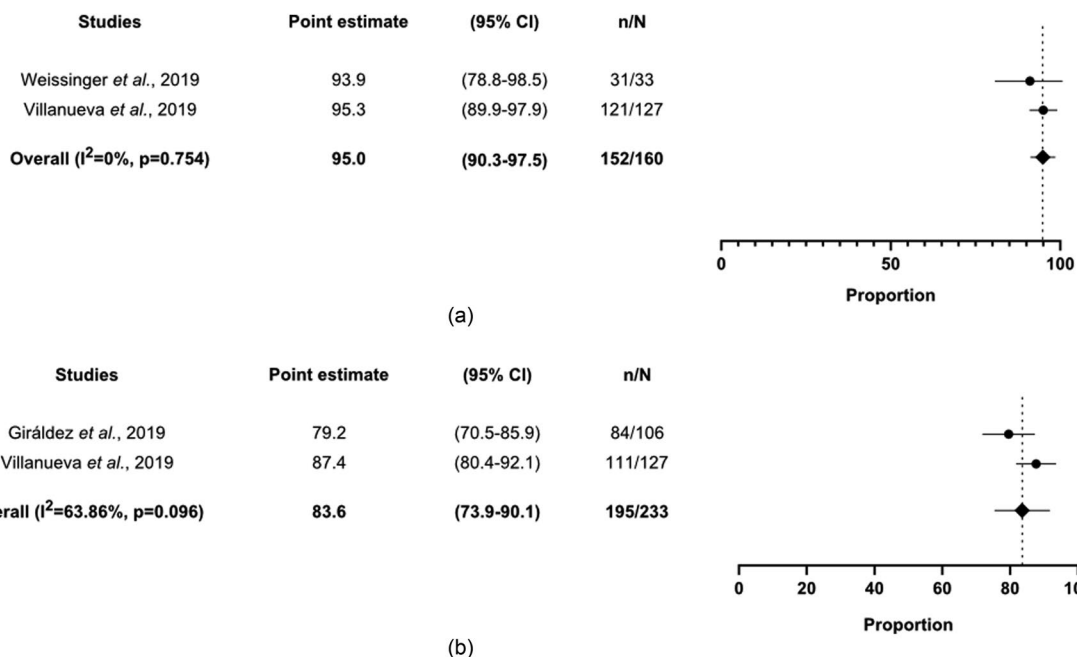 Studies Point estimate (95% CI) n/N
Weissinger et al., 2019 93.9 (78.8-98.5) 31/33
Villanueva et al., 2019 95.3 (89.9-97.9) 121/127
Overall (I²=0%, p=0.754) 95.0 (90.3-97.5) 152/160
0 50 100
Proportion
(a)
Studies Point estimate (95% CI) n/N
Giráldez et al., 2019 79.2 (70.5-85.9) 84/106
Villanueva et al., 2019 87.4 (80.4-92.1) 111/127
erall (I²=63.86%, p=0.096) 83.6 (73.9-90.1) 195/233
0 20 40 60 80 10
Proportion
(b)